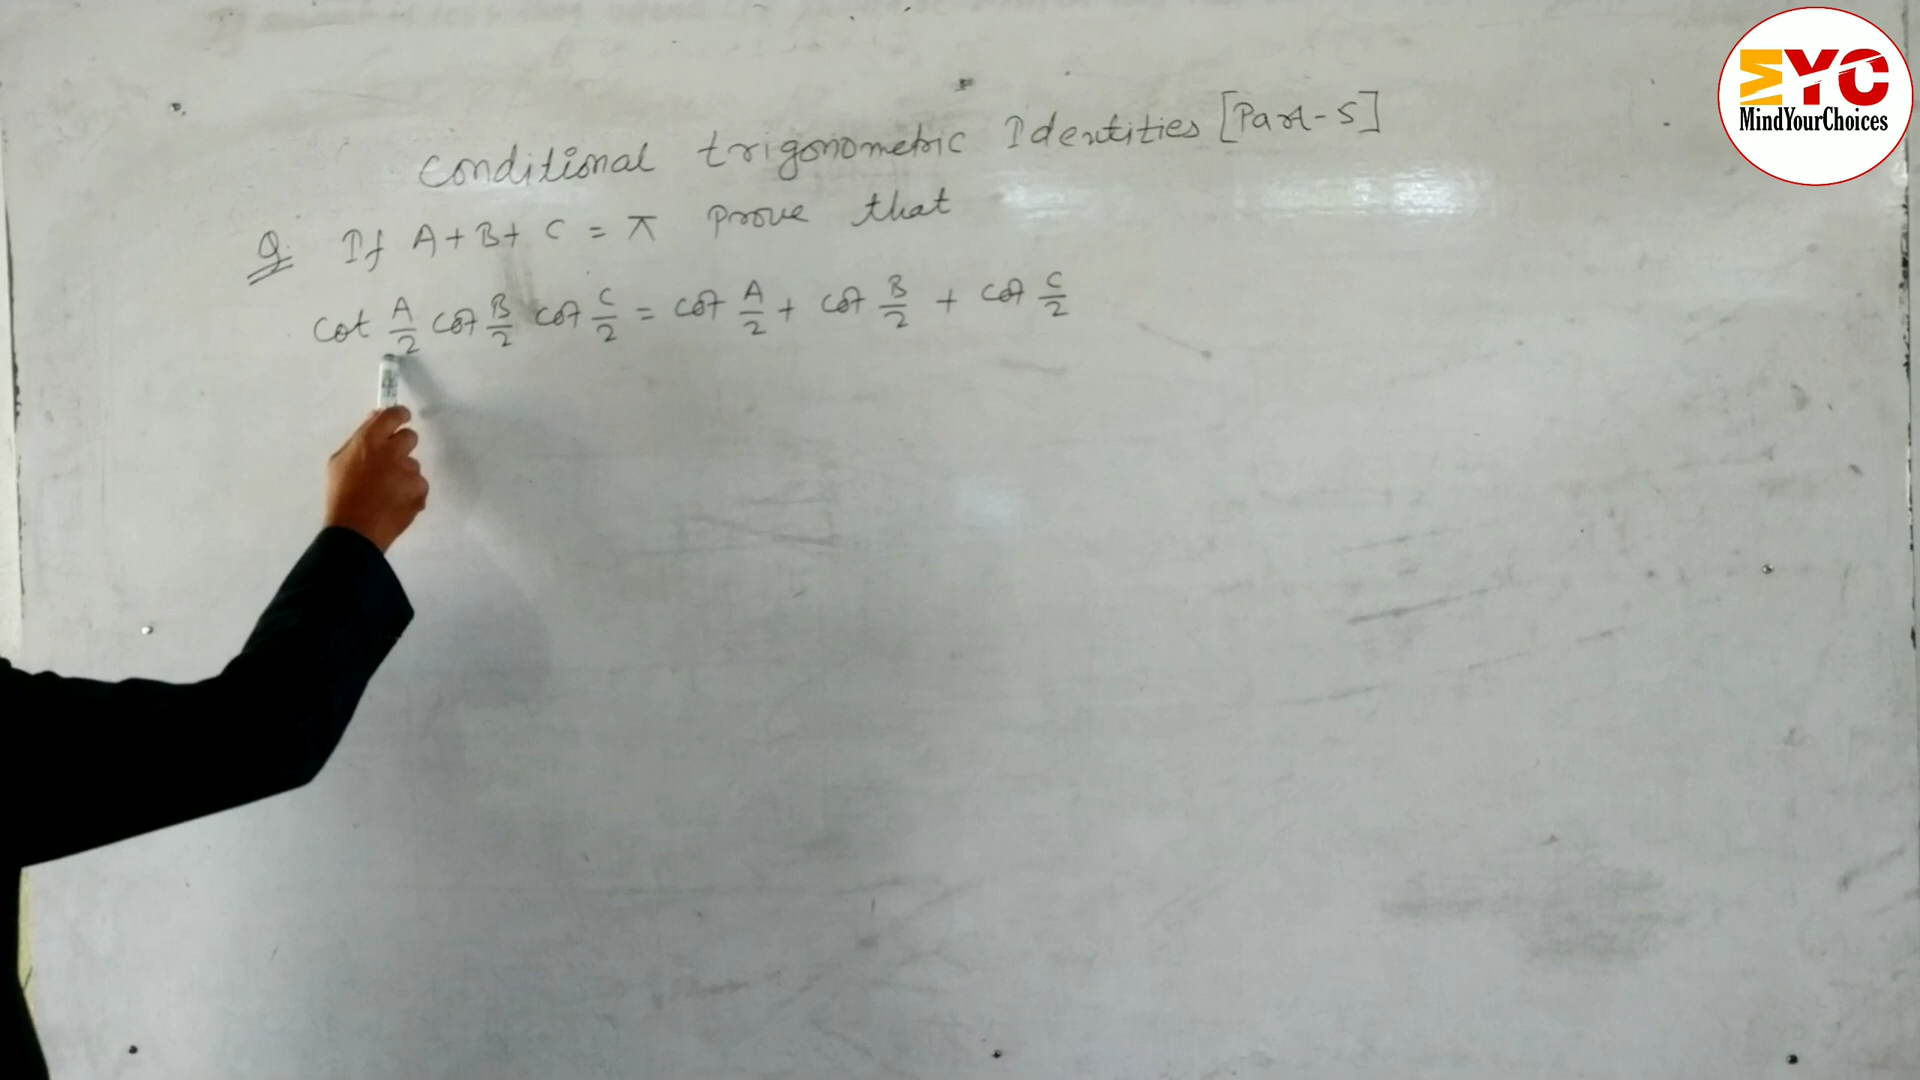 Conditional trigonometric Identities [Part-5]
Q. If A + B + C = π prove that
cot A/2 cot B/2 cot C/2 = cot A/2 + cot B/2 + cot C/2
MYC
MindYourChoices